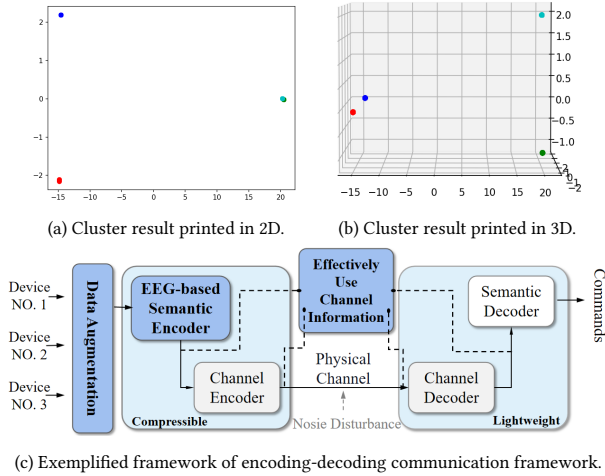 2
1
0
−1
−2
−15
−10
−5
0
5
10
15
20
2.0
1.5
1.0
0.5
0.0
−0.5
−1.0
−15
−10
−5
0
5
10
15
20
(a) Cluster result printed in 2D.
(b) Cluster result printed in 3D.
Device
NO. 1
Device
NO. 2
Device
NO. 3
Data Augmentation
EEG-based
Semantic
Encoder
Channel
Encoder
Compressible
Effectively
Use
Channel
Information
Physical
Channel
Nosie Disturbance
Semantic
Decoder
Channel
Decoder
Lightweight
Commands
(c) Exemplified framework of encoding-decoding communication framework.